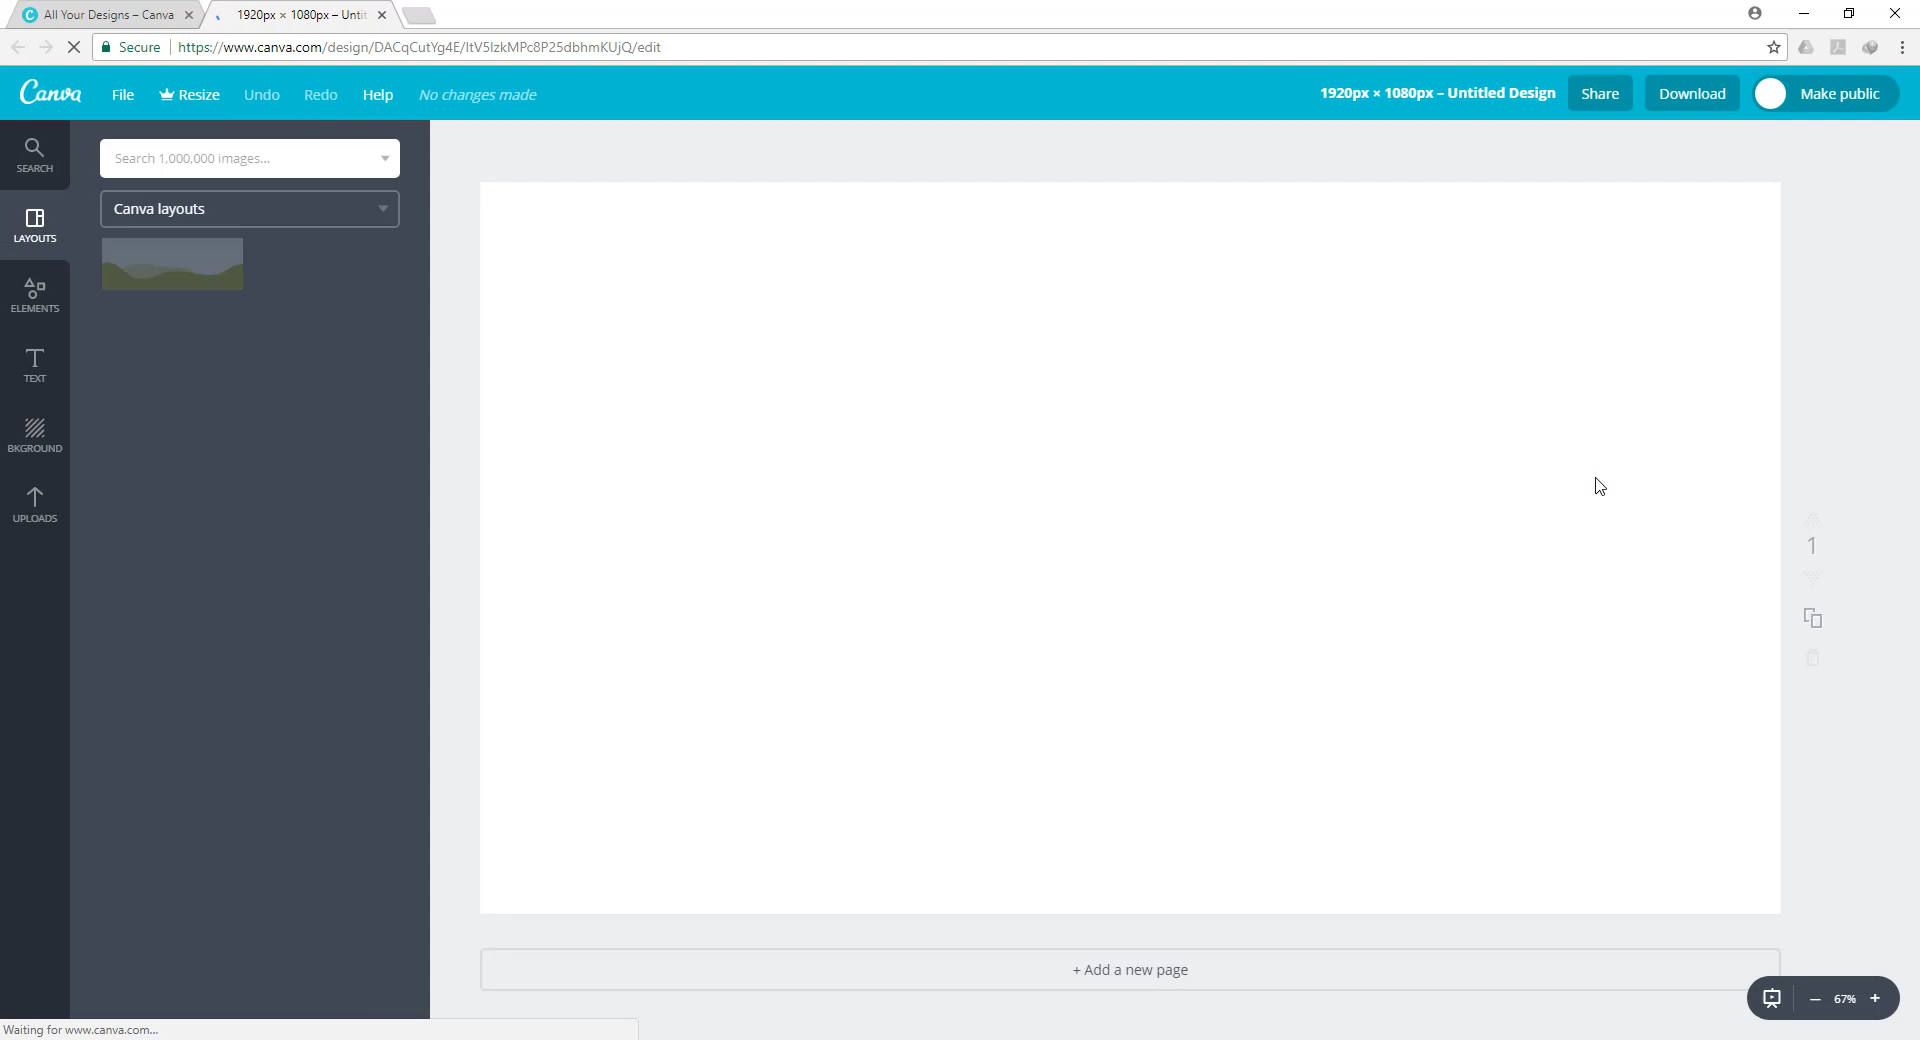 All Your Designs – Canva
1920px × 1080px – Untit
Secure
https://www.canva.com/design/DACqCutYg4E/ltV5lzkMPc8P25dbhmKUjQ/edit
Canva
File
Resize
Undo
Redo
Help
No changes made
1920px × 1080px – Untitled Design
Share
Download
Make public
SEARCH
Search 1,000,000 images...
Canva layouts
LAYOUTS
ELEMENTS
TEXT
BKGROUND
UPLOADS
1
+ Add a new page
67%
Waiting for www.canva.com...